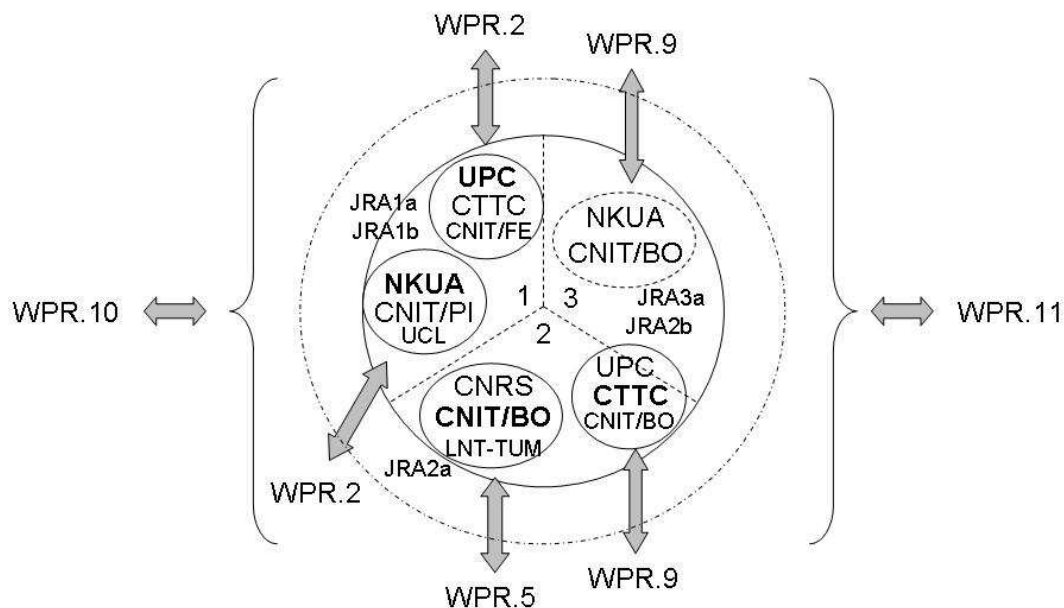 WPR.2
WPR.9
UPC
CTTC
CNIT/FE
JRA1a
JRA1b
NKUA
CNIT/BO
NKUA
CNIT/PI
UCL
1
3
2
JRA3a
JRA2b
WPR.10
WPR.11
UPC
CTTC
CNIT/BO
CNRS
CNIT/BO
LNT-TUM
JRA2a
WPR.2
WPR.5
WPR.9